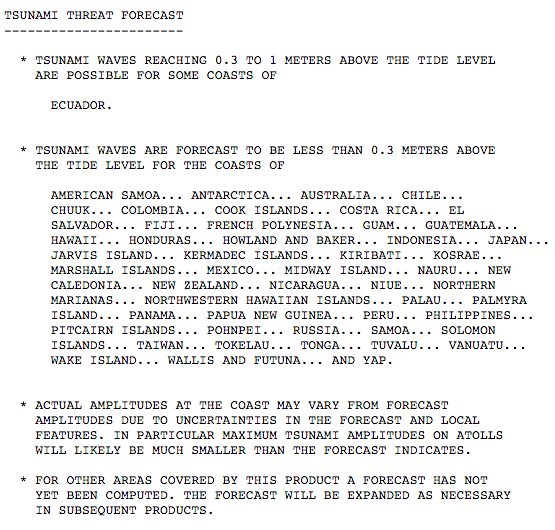 TSUNAMI THREAT FORECAST
-----------------------
* TSUNAMI WAVES REACHING 0.3 TO 1 METERS ABOVE THE TIDE LEVEL
ARE POSSIBLE FOR SOME COASTS OF
ECUADOR.
* TSUNAMI WAVES ARE FORECAST TO BE LESS THAN 0.3 METERS ABOVE
THE TIDE LEVEL FOR THE COASTS OF
AMERICAN SAMOA... ANTARCTICA... AUSTRALIA... CHILE...
CHUUK... COLOMBIA... COOK ISLANDS... COSTA RICA... EL
SALVADOR... FIJI... FRENCH POLYNESIA... GUAM... GUATEMALA...
HAWAII... HONDURAS... HOWLAND AND BAKER... INDONESIA... JAPAN...
JARVIS ISLAND... KERMADEC ISLANDS... KIRIBATI... KOSRAE...
MARSHALL ISLANDS... MEXICO... MIDWAY ISLAND... NAURU... NEW
CALEDONIA... NEW ZEALAND... NICARAGUA... NIUE... NORTHERN
MARIANAS... NORTHWESTERN HAWAIIAN ISLANDS... PALAU... PALMYRA
ISLAND... PANAMA... PAPUA NEW GUINEA... PERU... PHILIPPINES...
PITCAIRN ISLANDS... POHNPEI... RUSSIA... SAMOA... SOLOMON
ISLANDS... TAIWAN... TOKELAU... TONGA... TUVALU... VANUATU...
WAKE ISLAND... WALLIS AND FUTUNA... AND YAP.
* ACTUAL AMPLITUDES AT THE COAST MAY VARY FROM FORECAST
AMPLITUDES DUE TO UNCERTAINTIES IN THE FORECAST AND LOCAL
FEATURES. IN PARTICULAR MAXIMUM TSUNAMI AMPLITUDES ON ATOLLS
WILL LIKELY BE MUCH SMALLER THAN THE FORECAST INDICATES.
* FOR OTHER AREAS COVERED BY THIS PRODUCT A FORECAST HAS NOT
YET BEEN COMPUTED. THE FORECAST WILL BE EXPANDED AS NECESSARY
IN SUBSEQUENT PRODUCTS.